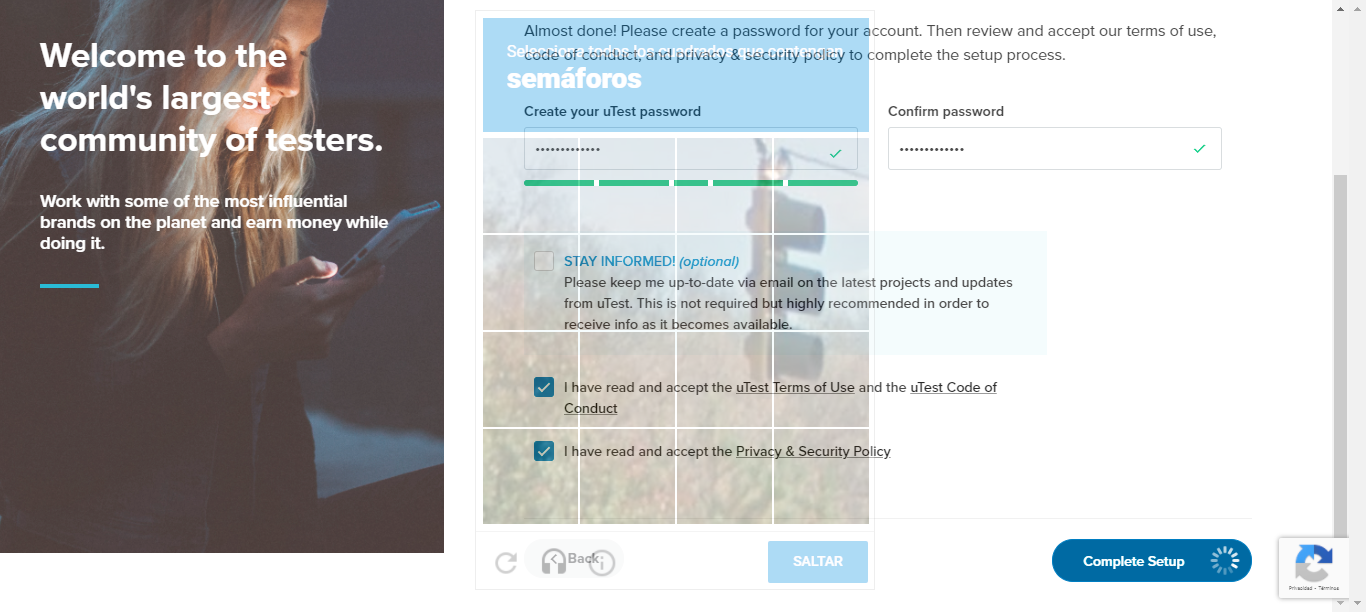 Welcome to the
world's largest
community of testers.
Work with some of the most influential
brands on the planet and earn money while
doing it.
Almost done! Please create a password for your account. Then review and accept our terms of use,
code of conduct, and privacy & security policy to complete the setup process.
Selecciona todos los cuadrados que contengan
semáforos
Create your uTest password
Confirm password
STAY INFORMED! (optional)
Please keep me up-to-date via email on the latest projects and updates
from uTest. This is not required but highly recommended in order to
receive info as it becomes available.
I have read and accept the uTest Terms of Use and the uTest Code of
Conduct
I have read and accept the Privacy & Security Policy
Back
SALTAR
Complete Setup
Privacidad - Términos